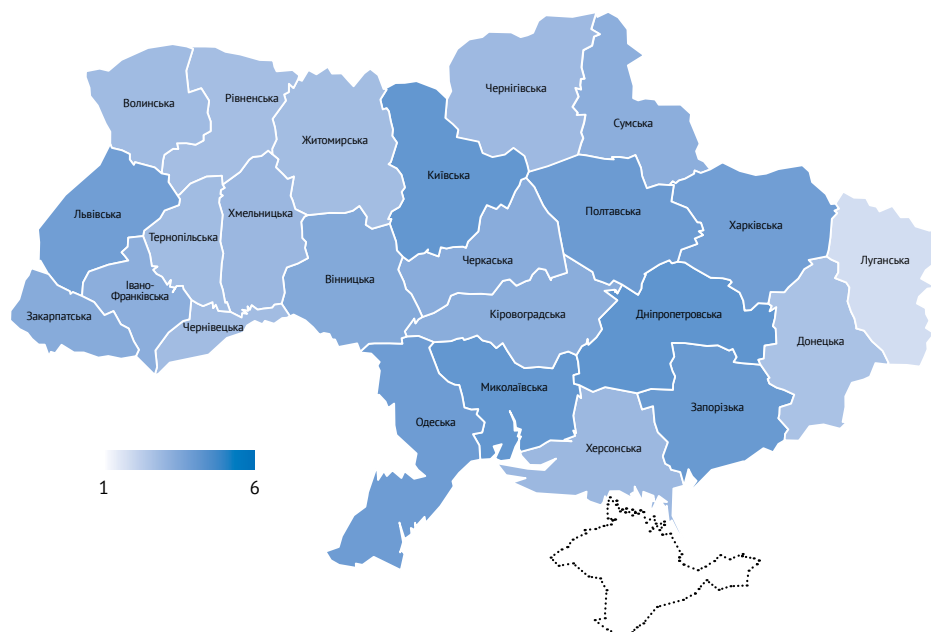 Чернігівська
Волинська
Рівненська
Сумська
Житомирська
Київська
Львівська
Хмельницька
Полтавська
Тернопільська
Харківська
Черкаська
Луганська
Вінницька
Івано-
Франківська
Закарпатська
Чернівецька
Кіровоградська
Дніпропетровська
Донецька
Миколаївська
Запорізька
Одеська
Херсонська
1
6